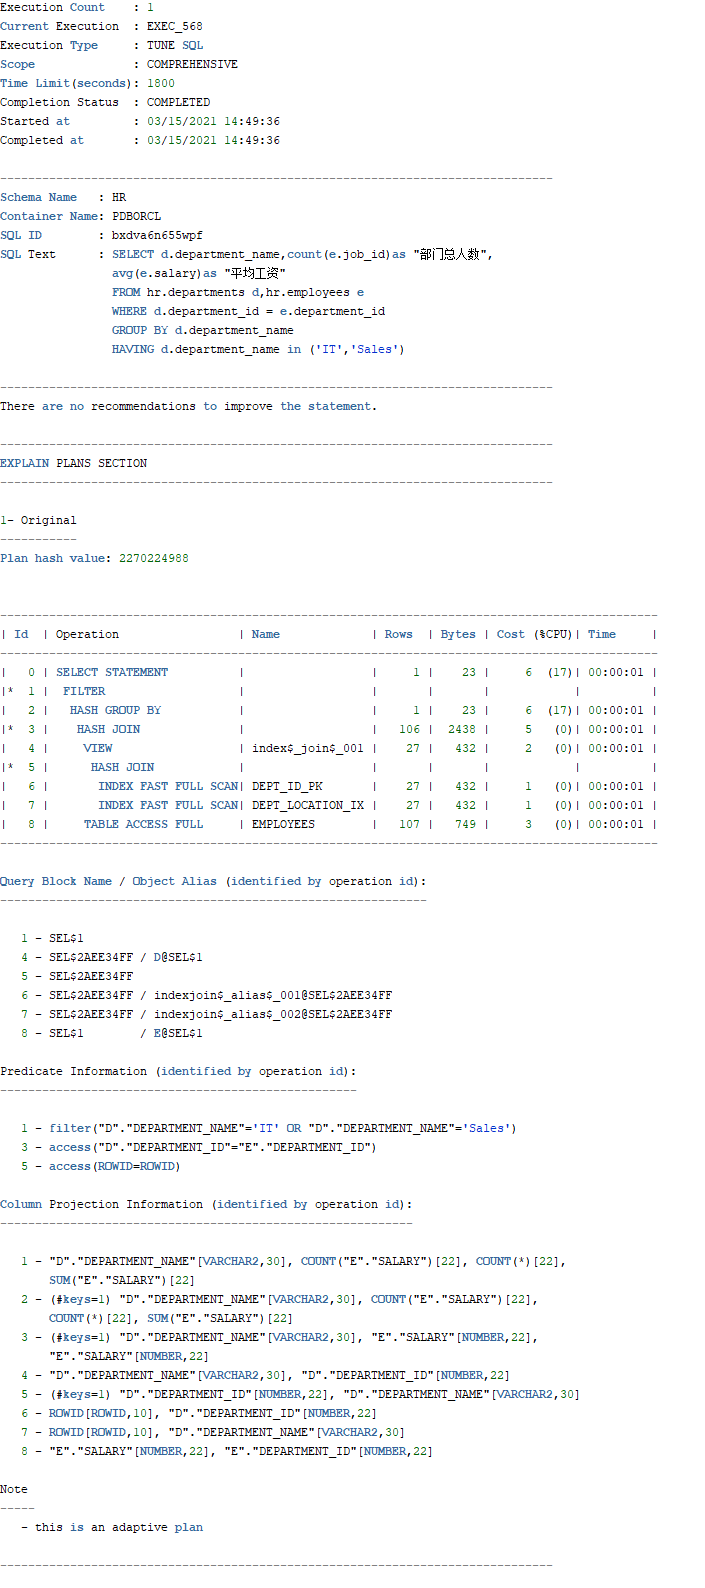 Execution Count    : 1
Current Execution  : EXEC_568
Execution Type     : TUNE SQL
Scope              : COMPREHENSIVE
Time Limit(seconds): 1800
Completion Status  : COMPLETED
Started at         : 03/15/2021 14:49:36
Completed at       : 03/15/2021 14:49:36
-------------------------------------------------------------------------------
Schema Name   : HR
Container Name: PDBORCL
SQL ID        : bxdva6n655wpf
SQL Text      : SELECT d.department_name,count(e.job_id)as "部门总人数",
                avg(e.salary)as "平均工资"
                FROM hr.departments d,hr.employees e
                WHERE d.department_id = e.department_id
                GROUP BY d.department_name
                HAVING d.department_name in ('IT','Sales')
-------------------------------------------------------------------------------
There are no recommendations to improve the statement.
-------------------------------------------------------------------------------
EXPLAIN PLANS SECTION
-------------------------------------------------------------------------------
1- Original
-----------
Plan hash value: 2270224988
----------------------------------------------------------------------------------------------
| Id  | Operation                 | Name             | Rows  | Bytes | Cost (%CPU)| Time     |
----------------------------------------------------------------------------------------------
|   0 | SELECT STATEMENT          |                  |     1 |    23 |     6  (17)| 00:00:01 |
|*  1 |  FILTER                   |                  |       |       |            |          |
|   2 |   HASH GROUP BY           |                  |     1 |    23 |     6  (17)| 00:00:01 |
|*  3 |    HASH JOIN              |                  |   106 |  2438 |     5   (0)| 00:00:01 |
|   4 |     VIEW                  | index$_join$_001 |    27 |   432 |     2   (0)| 00:00:01 |
|*  5 |      HASH JOIN            |                  |       |       |            |          |
|   6 |       INDEX FAST FULL SCAN| DEPT_ID_PK       |    27 |   432 |     1   (0)| 00:00:01 |
|   7 |       INDEX FAST FULL SCAN| DEPT_LOCATION_IX |    27 |   432 |     1   (0)| 00:00:01 |
|   8 |     TABLE ACCESS FULL     | EMPLOYEES        |   107 |   749 |     3   (0)| 00:00:01 |
----------------------------------------------------------------------------------------------
Query Block Name / Object Alias (identified by operation id):
-------------------------------------------------------------
   1 - SEL$1
   4 - SEL$2AEE34FF / D@SEL$1
   5 - SEL$2AEE34FF
   6 - SEL$2AEE34FF / indexjoin$_alias$_001@SEL$2AEE34FF
   7 - SEL$2AEE34FF / indexjoin$_alias$_002@SEL$2AEE34FF
   8 - SEL$1        / E@SEL$1
Predicate Information (identified by operation id):
---------------------------------------------------
   1 - filter("D"."DEPARTMENT_NAME"='IT' OR "D"."DEPARTMENT_NAME"='Sales')
   3 - access("D"."DEPARTMENT_ID"="E"."DEPARTMENT_ID")
   5 - access(ROWID=ROWID)
Column Projection Information (identified by operation id):
-----------------------------------------------------------
   1 - "D"."DEPARTMENT_NAME"[VARCHAR2,30], COUNT("E"."SALARY")[22], COUNT(*)[22],
       SUM("E"."SALARY")[22]
   2 - (#keys=1) "D"."DEPARTMENT_NAME"[VARCHAR2,30], COUNT("E"."SALARY")[22],
       COUNT(*)[22], SUM("E"."SALARY")[22]
   3 - (#keys=1) "D"."DEPARTMENT_NAME"[VARCHAR2,30], "E"."SALARY"[NUMBER,22],
       "E"."SALARY"[NUMBER,22]
   4 - "D"."DEPARTMENT_NAME"[VARCHAR2,30], "D"."DEPARTMENT_ID"[NUMBER,22]
   5 - (#keys=1) "D"."DEPARTMENT_ID"[NUMBER,22], "D"."DEPARTMENT_NAME"[VARCHAR2,30]
   6 - ROWID[ROWID,10], "D"."DEPARTMENT_ID"[NUMBER,22]
   7 - ROWID[ROWID,10], "D"."DEPARTMENT_NAME"[VARCHAR2,30]
   8 - "E"."SALARY"[NUMBER,22], "E"."DEPARTMENT_ID"[NUMBER,22]
Note
-----
   - this is an adaptive plan
-------------------------------------------------------------------------------